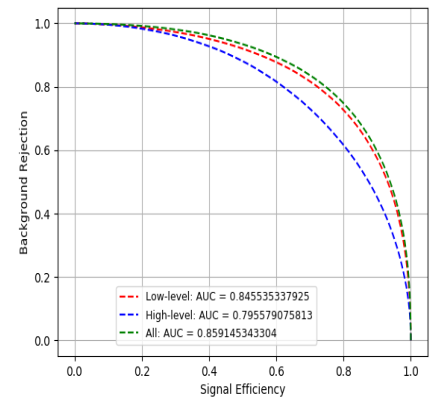 1.0
0.8
0.6
0.4
0.2
0.0
Background Rejection
Low-level: AUC = 0.845535337925
High-level: AUC = 0.795579075813
All: AUC = 0.859145343304
0.0 0.2 0.4 0.6 0.8 1.0
Signal Efficiency